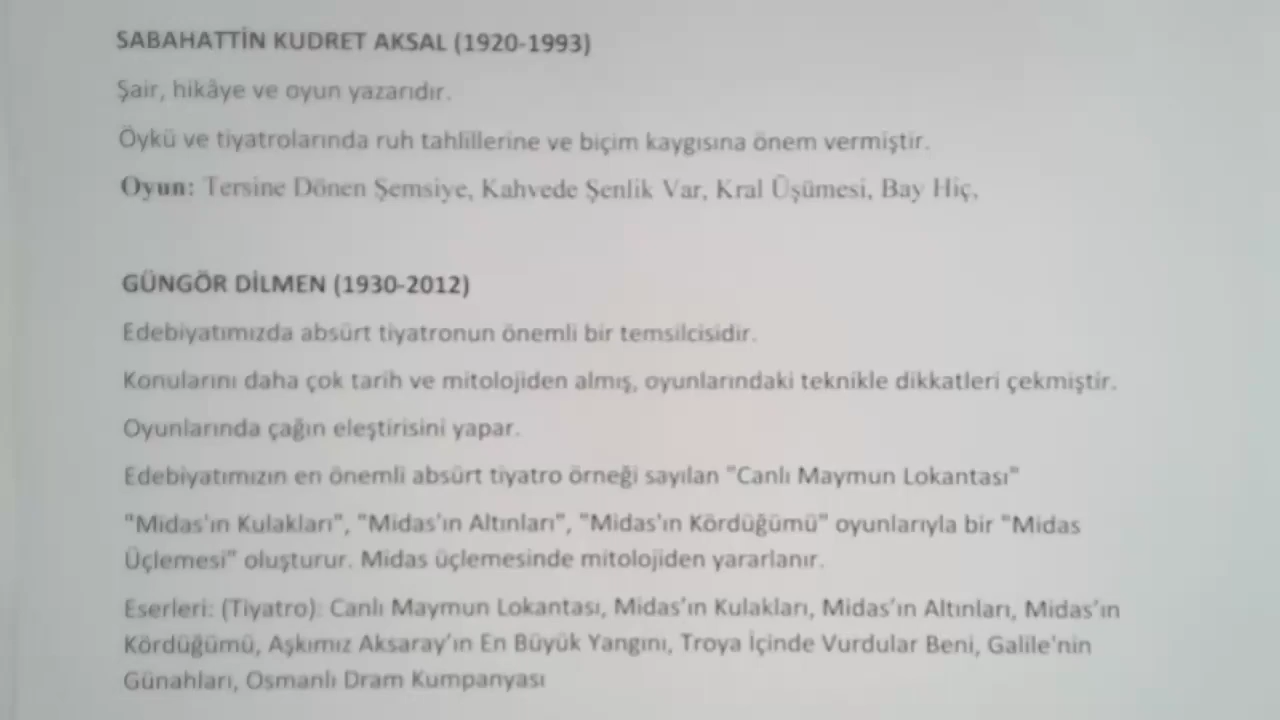 SABAHATTİN KUDRET AKSAL (1920-1993)
Şair, hikâye ve oyun yazarıdır.
Öykü ve tiyatrolarında ruh tahlillerine ve biçim kaygısına önem vermiştir.
Oyun: Tersine Dönen Şemsiye, Kahvede Şenlik Var, Kral Üşümesi, Bay Hiç,
GÜNGÖR DİLMEN (1930-2012)
Edebiyatımızda absürt tiyatronun önemli bir temsilcisidir.
Konularını daha çok tarih ve mitolojiden almış, oyunlarındaki teknikle dikkatleri çekmiştir.
Oyunlarında çağın eleştirisini yapar.
Edebiyatımızın en önemli absürt tiyatro örneği sayılan "Canlı Maymun Lokantası"
"Midas'ın Kulakları", "Midas'ın Altınları", "Midas'ın Kördüğümü" oyunlarıyla bir "Midas
Üçlemesi" oluşturur. Midas üçlemesinde mitolojiden yararlanır.
Eserleri: (Tiyatro): Canlı Maymun Lokantası, Midas’ın Kulakları, Midas’ın Altınları, Midas’ın
Kördüğümü, Aşkımız Aksaray’ın En Büyük Yangını, Troya İçinde Vurdular Beni, Galile'nin
Günahları, Osmanlı Dram Kumpanyası